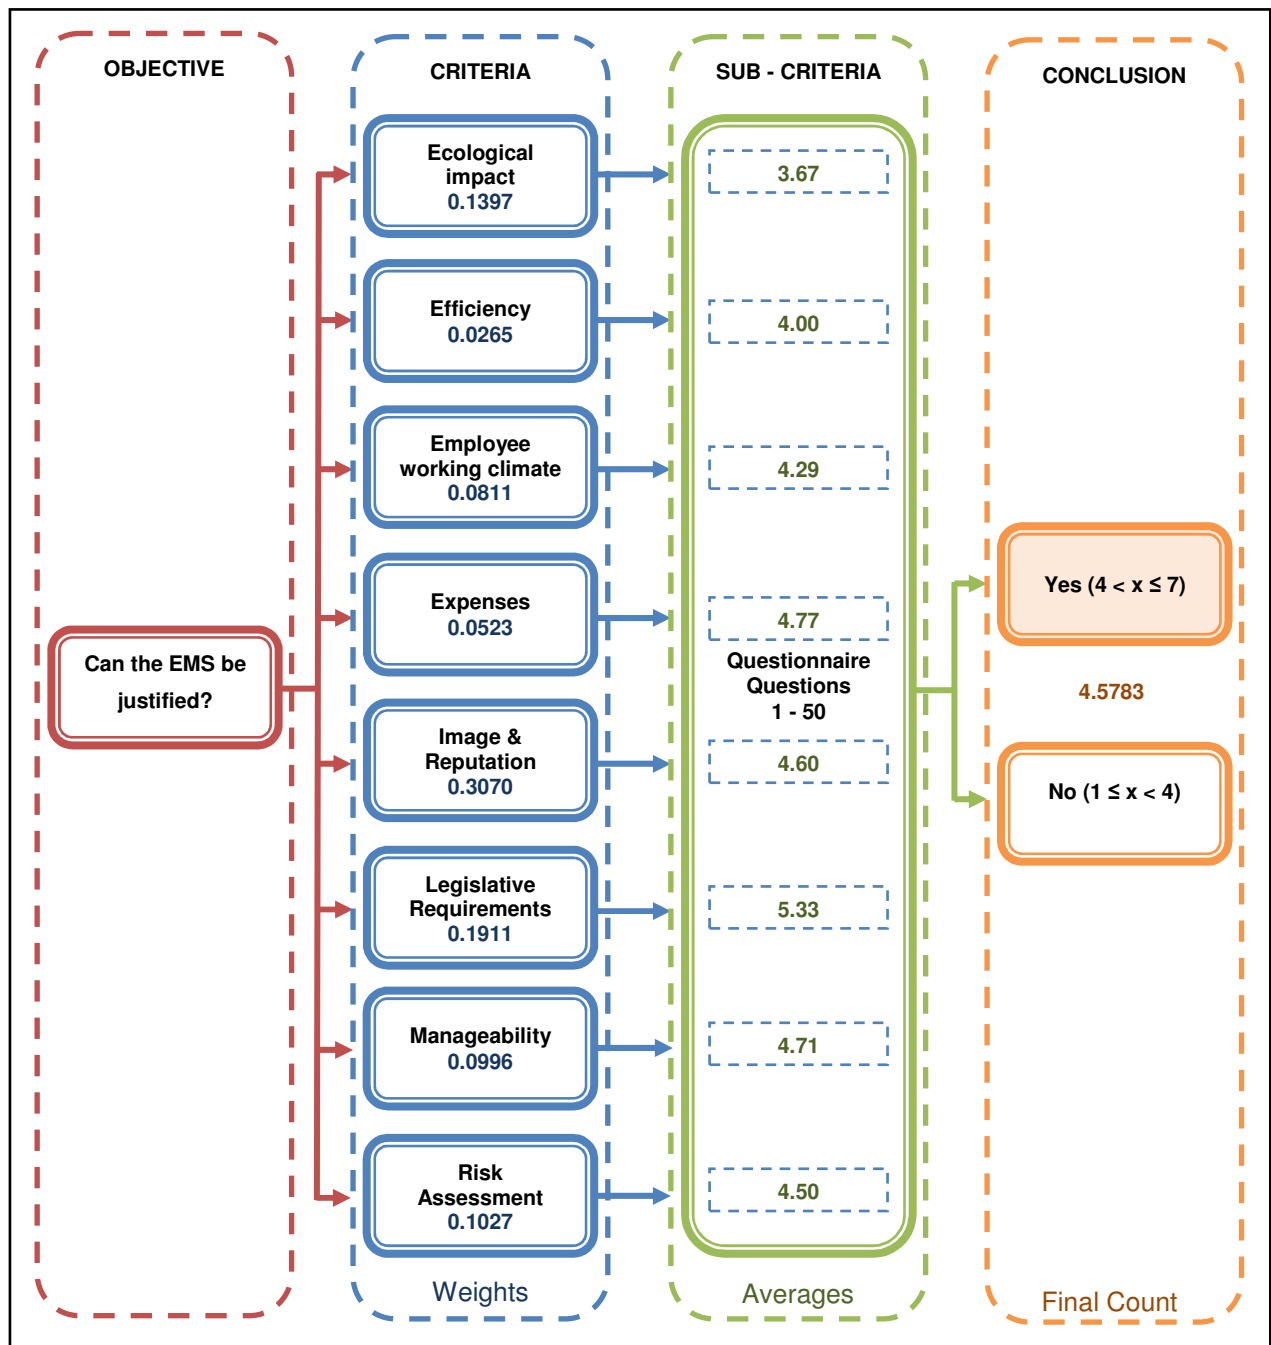 OBJECTIVE
CRITERIA
SUB - CRITERIA
CONCLUSION
Can the EMS be
justified?
Ecological
impact
0.1397
Efficiency
0.0265
Employee
working climate
0.0811
Expenses
0.0523
Image &
Reputation
0.3070
Legislative
Requirements
0.1911
Manageability
0.0996
Risk
Assessment
0.1027
Weights
3.67
4.00
4.29
4.77
Questionnaire
Questions
1 - 50
4.60
5.33
4.71
4.50
Averages
Yes (4 < x ≤ 7)
4.5783
No (1 ≤ x < 4)
Final Count